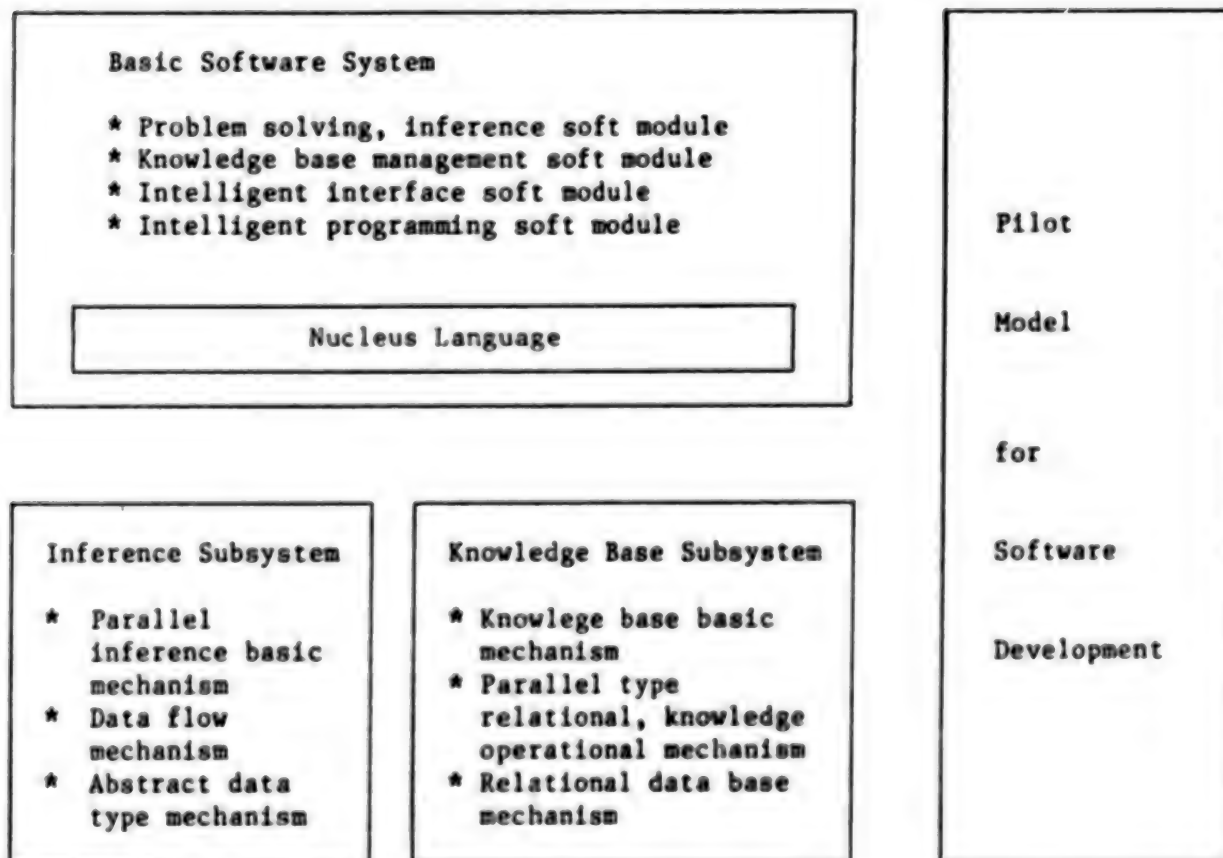 Basic Software System
* Problem solving, inference soft module
* Knowledge base management soft module
* Intelligent interface soft module
* Intelligent programming soft module
Nucleus Language
Inference Subsystem
* Parallel
inference basic
mechanism
* Data flow
mechanism
* Abstract data
type mechanism
Knowledge Base Subsystem
* Knowlege base basic
mechanism
* Parallel type
relational, knowledge
operational mechanism
* Relational data base
mechanism
Pilot
Model
for
Software
Development